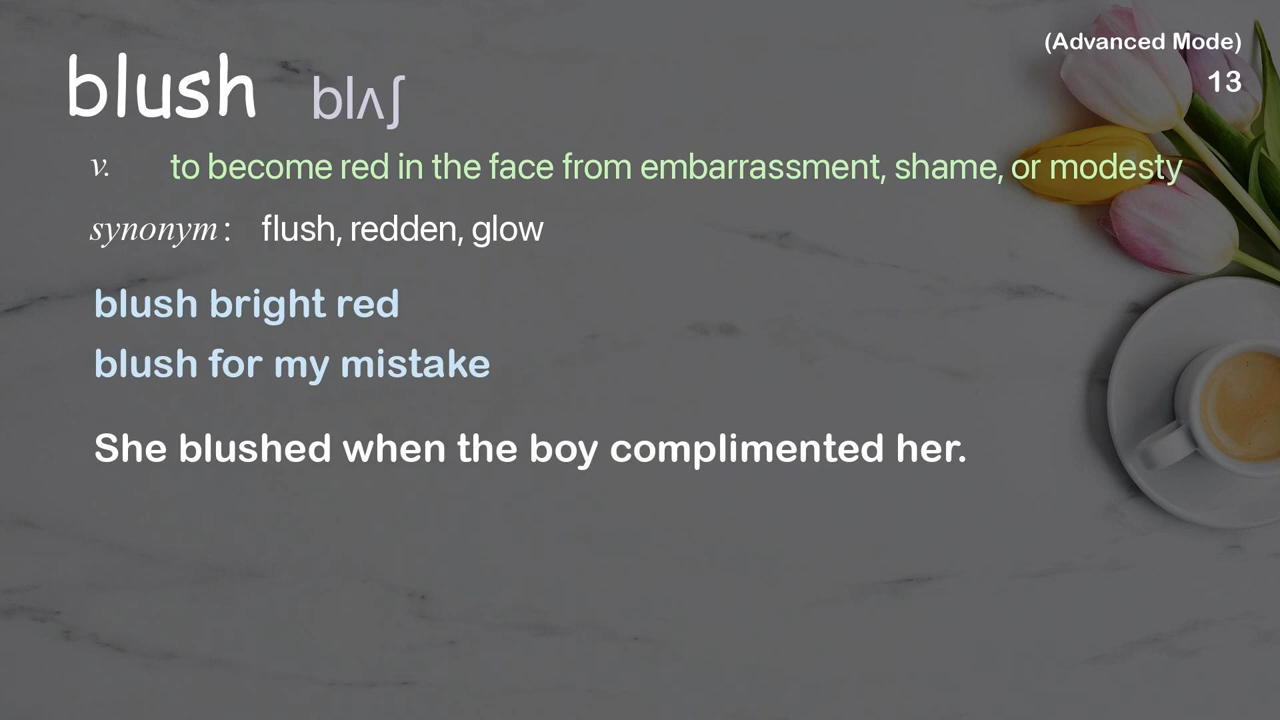 (Advanced Mode)
13
blush blʌʃ
v. to become red in the face from embarrassment, shame, or modesty
synonym : flush, redden, glow
blush bright red
blush for my mistake
She blushed when the boy complimented her.